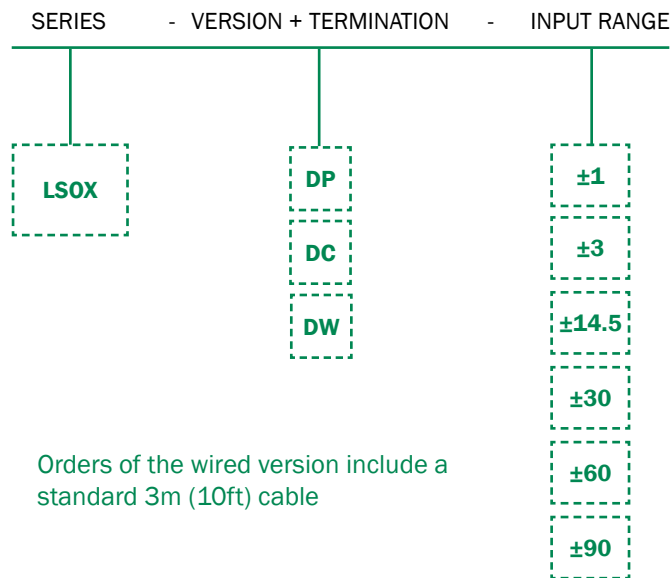 SERIES - VERSION + TERMINATION - INPUT RANGE
LSOX
DP
DC
DW
±1
±3
±14.5
±30
±60
±90
Orders of the wired version include a
standard 3m (10ft) cable